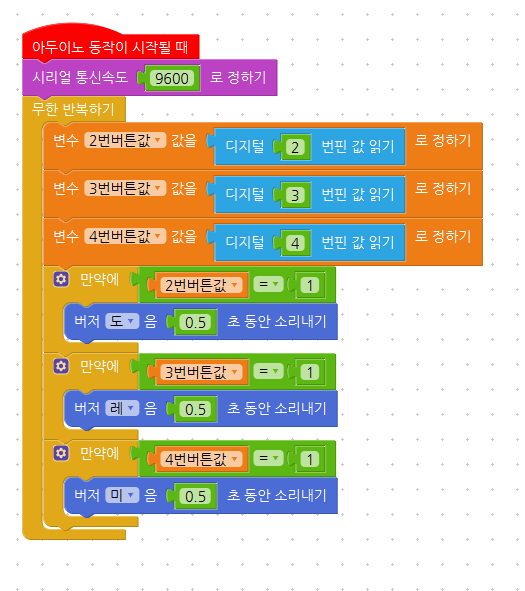 아두이노 동작이 시작될 때
시리얼 통신속도 9600 로 정하기
무한 반복하기
변수 2번버튼값 값을 디지털 2 번핀 값 읽기 로 정하기
변수 3번버튼값 값을 디지털 3 번핀 값 읽기 로 정하기
변수 4번버튼값 값을 디지털 4 번핀 값 읽기 로 정하기
만약에 2번버튼값 = 1
버저 도 음 0.5 초 동안 소리내기
만약에 3번버튼값 = 1
버저 레 음 0.5 초 동안 소리내기
만약에 4번버튼값 = 1
버저 미 음 0.5 초 동안 소리내기